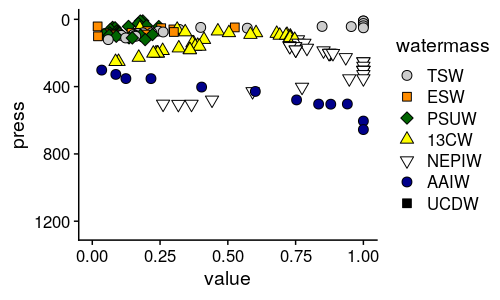 0
400
800
1200
press
0.00 0.25 0.50 0.75 1.00
value
watermass
TSW
ESW
PSUW
13CW
NEPIW
AAIW
UCDW